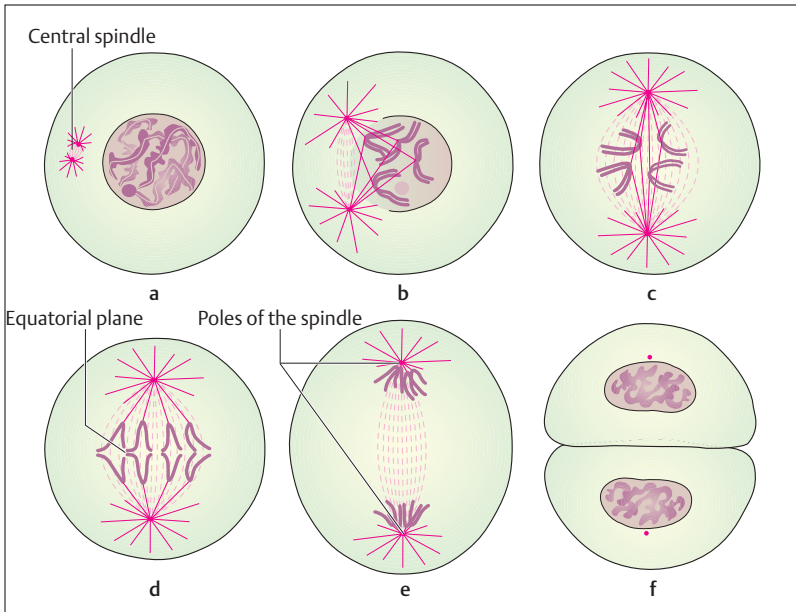 Central spindle
a
b
c
Equatorial plane
Poles of the spindle
d
e
f